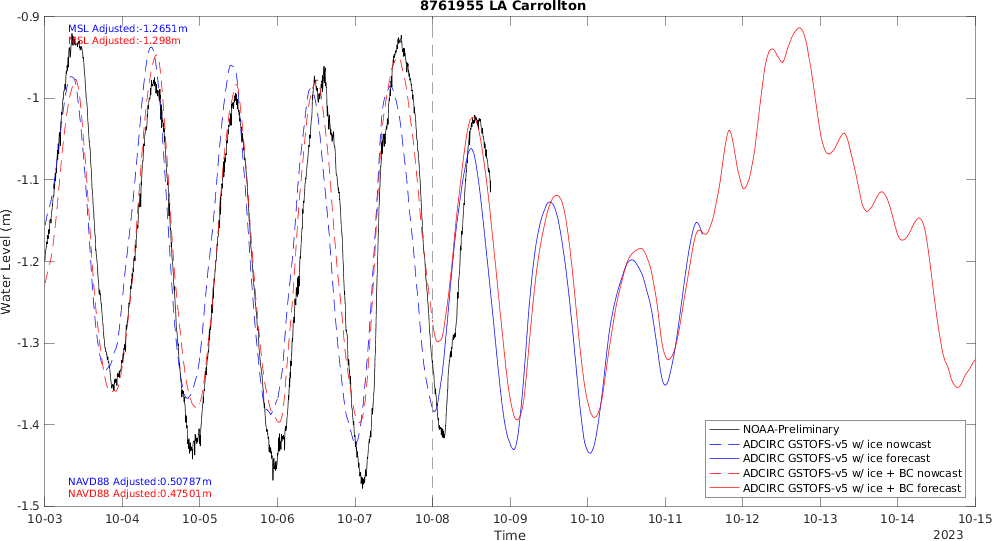 8761955 LA Carrollton
MSL Adjusted:-1.2651m
MSL Adjusted:-1.298m
-0.9
-1
-1.1
-1.2
-1.3
-1.4
-1.5
Water Level (m)
NAVD88 Adjusted:0.50787m
NAVD88 Adjusted:0.47501m
NOAA-Preliminary
ADCIRC GSTOFS-v5 w/ ice nowcast
ADCIRC GSTOFS-v5 w/ ice forecast
ADCIRC GSTOFS-v5 w/ ice + BC nowcast
ADCIRC GSTOFS-v5 w/ ice + BC forecast
10-03 10-04 10-05 10-06 10-07 10-08 10-09 10-10 10-11 10-12 10-13 10-14 10-15
Time
2023